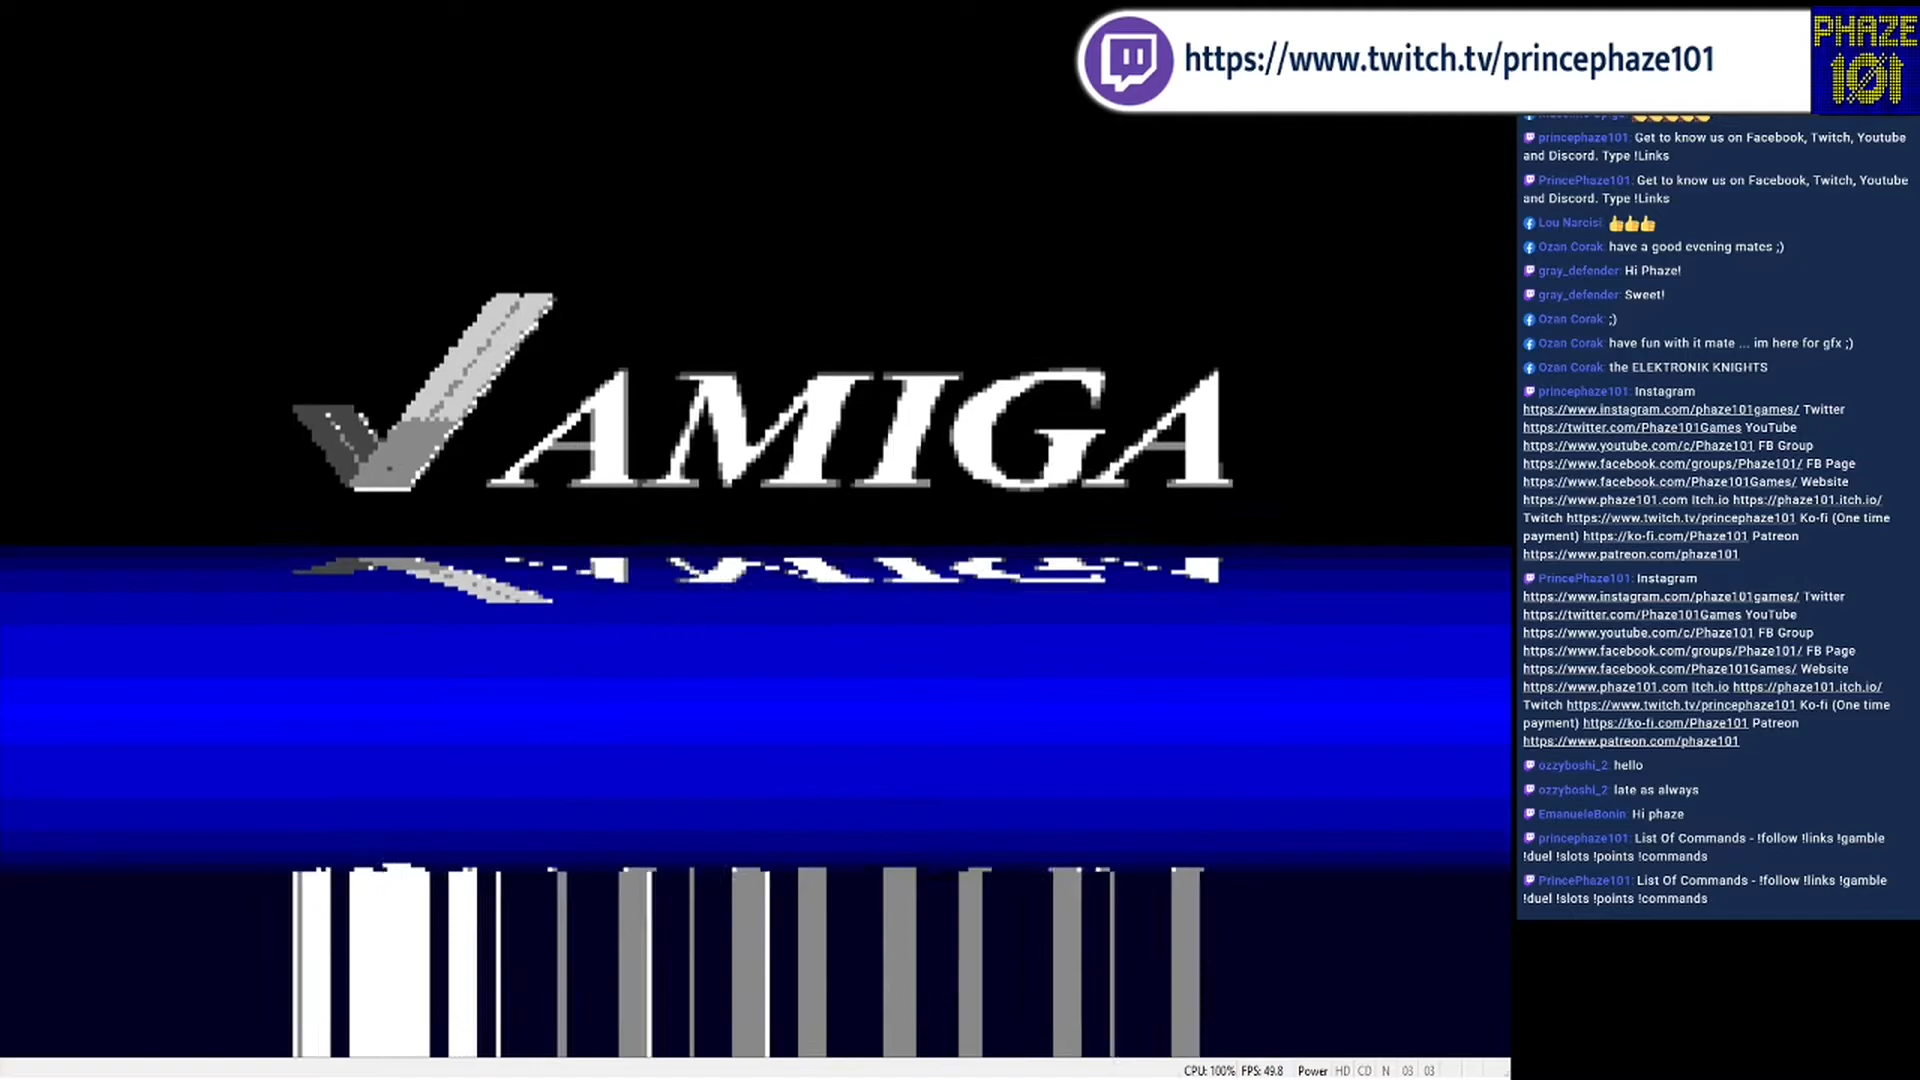 https://www.twitch.tv/princephaze101
PHAZE
101
princephaze101: Get to know us on Facebook, Twitch, Youtube
and Discord. Type !Links
PrincePhaze101: Get to know us on Facebook, Twitch, Youtube
and Discord. Type !Links
Lou Narcisi: 👍👍👍
Ozan Corak: have a good evening mates ;)
gray_defender: Hi Phaze!
gray_defender: Sweet!
Ozan Corak: ;)
Ozan Corak: have fun with it mate ... im here for gfx ;)
Ozan Corak: the ELEKTRONIK KNIGHTS
princephaze101: Instagram
https://www.instagram.com/phaze101games/ Twitter
https://twitter.com/Phaze101Games YouTube
https://www.youtube.com/c/Phaze101 FB Group
https://www.facebook.com/groups/Phaze101/ FB Page
https://www.facebook.com/Phaze101Games/ Website
https://www.phaze101.com Itch.io https://phaze101.itch.io/
Twitch https://www.twitch.tv/princephaze101 Ko-fi (One time
payment) https://ko-fi.com/Phaze101 Patreon
https://www.patreon.com/phaze101
PrincePhaze101: Instagram
https://www.instagram.com/phaze101games/ Twitter
https://twitter.com/Phaze101Games YouTube
https://www.youtube.com/c/Phaze101 FB Group
https://www.facebook.com/groups/Phaze101/ FB Page
https://www.facebook.com/Phaze101Games/ Website
https://www.phaze101.com Itch.io https://phaze101.itch.io/
Twitch https://www.twitch.tv/princephaze101 Ko-fi (One time
payment) https://ko-fi.com/Phaze101 Patreon
https://www.patreon.com/phaze101
ozzyboshi_2: hello
ozzyboshi_2: late as always
EmanueleBonin: Hi phaze
princephaze101: List Of Commands - !follow !links !gamble
!duel !slots !points !commands
PrincePhaze101: List Of Commands - !follow !links !gamble
!duel !slots !points !commands
AMIGA
CPU: 100% FPS: 49.8 Power HD CD N 03 03